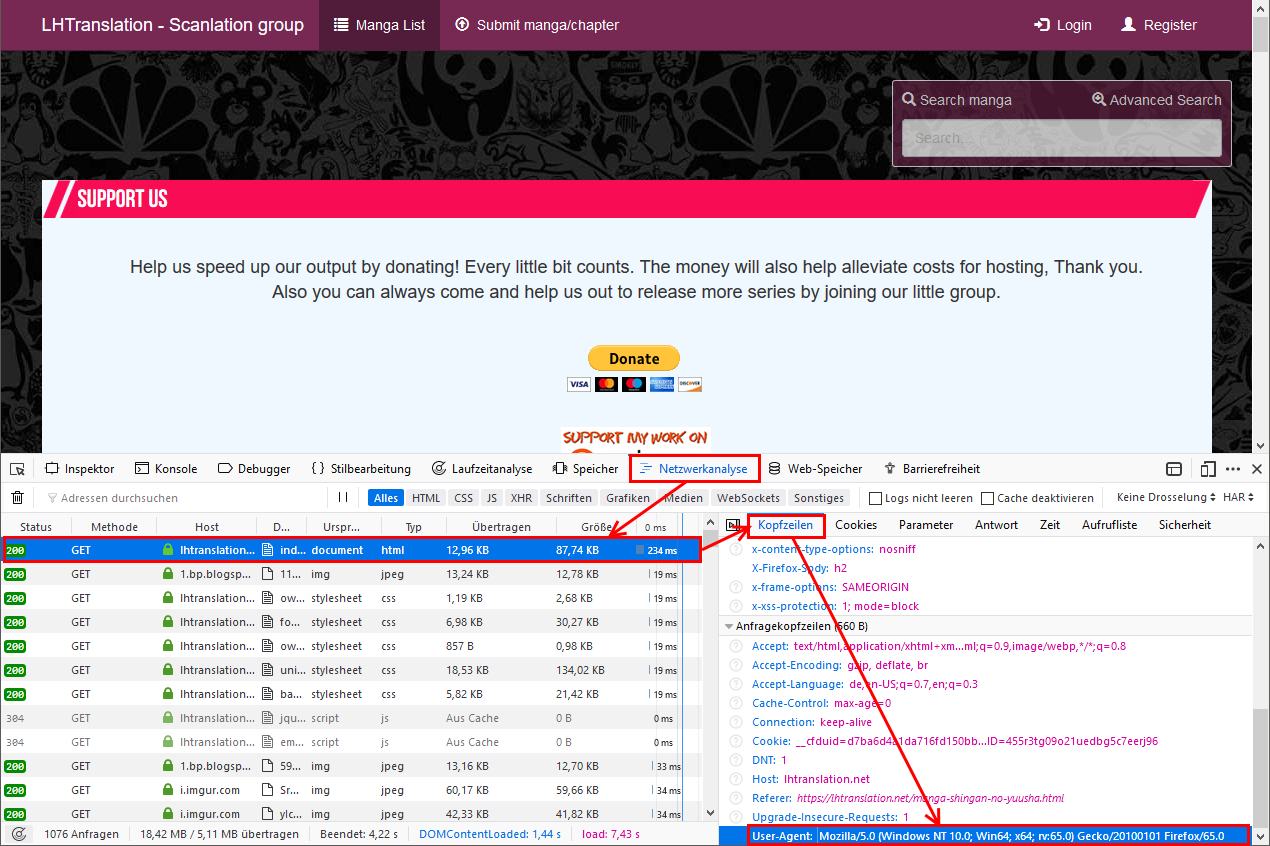 LHTranslation - Scanlation group Manga List Submit manga/chapter Login Register
Search manga Advanced Search
Search...
SUPPORT US
Help us speed up our output by donating! Every little bit counts. The money will also help alleviate costs for hosting, Thank you.
Also you can always come and help us out to release more series by joining our little group.
Donate
VISA DISCOVER
SUPPORT MY WORK ON
Inspektor Konsole Debugger Stilbearbeitung Laufzeitanalyse Speicher Netzwerkanalyse Web-Speicher Barrierefreiheit
Adressen durchsuchen Alles HTML CSS JS XHR Schriften Grafiken Medien WebSockets Sonstiges Logs nicht leeren Cache deaktivieren Keine Drosselung HAR
Status Methode Host D... Urspr... Typ Übertragen Größe 0 ms
200 GET lhtranslation... ind... document html 12,96 KB 87,74 KB 234 ms
200 GET 1.bp.blogsp... 11... img jpeg 13,24 KB 12,78 KB 19 ms
200 GET lhtranslation... ow... stylesheet css 1,19 KB 2,68 KB 19 ms
200 GET lhtranslation... fo... stylesheet css 6,98 KB 30,27 KB 19 ms
200 GET lhtranslation... ow... stylesheet css 857 B 0,98 KB 19 ms
200 GET lhtranslation... uni... stylesheet css 18,53 KB 134,02 KB 19 ms
200 GET lhtranslation... ba... stylesheet css 5,82 KB 21,42 KB 19 ms
304 GET lhtranslation... jqu... script js Aus Cache 0 B 0 ms
304 GET lhtranslation... em... script js Aus Cache 0 B 0 ms
200 GET 1.bp.blogsp... 59... img jpeg 13,16 KB 12,70 KB 33 ms
200 GET i.imgur.com Sr... img jpeg 60,17 KB 59,66 KB 34 ms
200 GET i.imgur.com ylc... img jpeg 42,33 KB 41,82 KB 34 ms
1076 Anfragen 18,42 MB / 5,11 MB übertragen Beendet: 4,22 s DOMContentLoaded: 1,44 s load: 7,43 s
Kopfzeilen Cookies Parameter Antwort Zeit Aufrufliste Sicherheit
x-content-type-options: nosniff
X-Firefox-Spdy: h2
x-frame-options: SAMEORIGIN
x-xss-protection: 1; mode=block
Anfragekopfzeilen (560 B)
Accept: text/html,application/xhtml+xm...ml;q=0.9,image/webp,*/*;q=0.8
Accept-Encoding: gzip, deflate, br
Accept-Language: de,en-US;q=0.7,en;q=0.3
Cache-Control: max-age=0
Connection: keep-alive
Cookie: __cfduid=d7ba6d4a1da716fd150bb...ID=455r3tg09o21uedbg5c7eerj96
DNT: 1
Host: lhtranslation.net
Referer: https://lhtranslation.net/manga-shingan-no-yuusha.html
Upgrade-Insecure-Requests: 1
User-Agent: Mozilla/5.0 (Windows NT 10.0; Win64; x64; rv:65.0) Gecko/20100101 Firefox/65.0